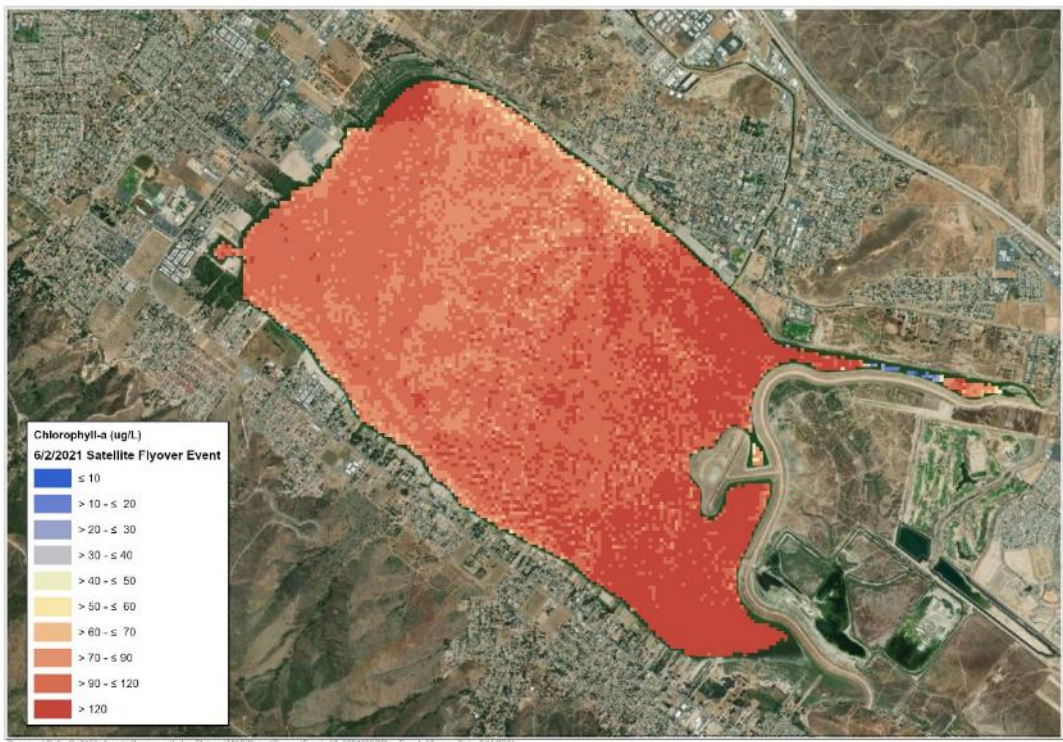 Chlorophyll-a (ug/L)
6/2/2021 Satellite Flyover Event
≤ 10
> 10 - ≤ 20
> 20 - ≤ 30
> 30 - ≤ 40
> 40 - ≤ 50
> 50 - ≤ 60
> 60 - ≤ 70
> 70 - ≤ 90
> 90 - ≤ 120
> 120